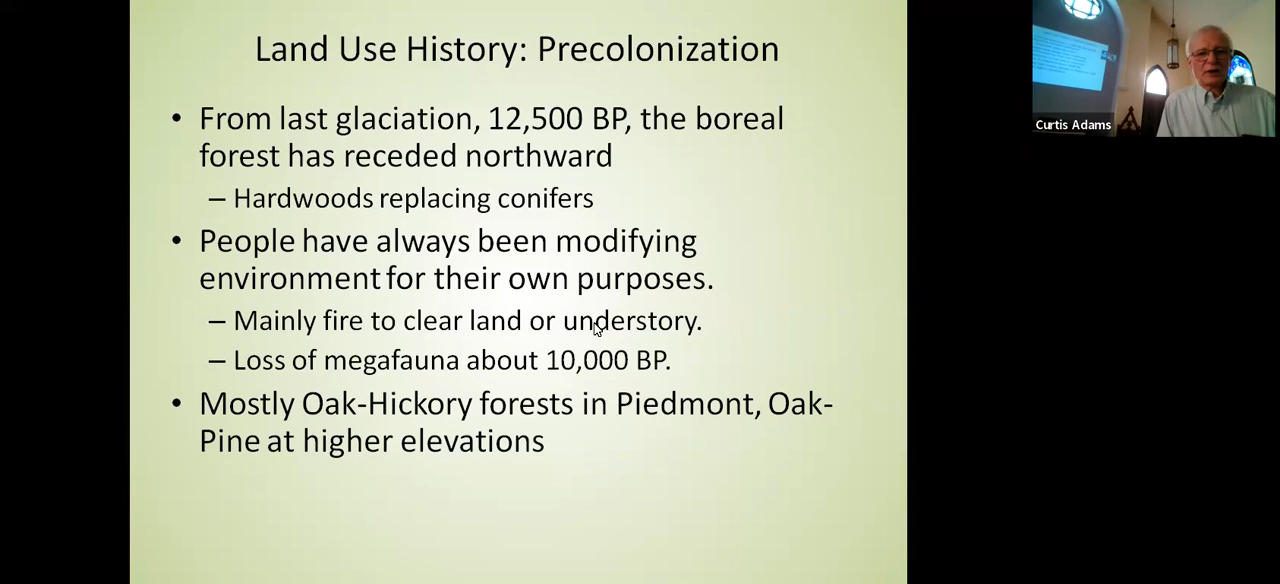 Land Use History: Precolonization
• From last glaciation, 12,500 BP, the boreal
forest has receded northward
– Hardwoods replacing conifers
• People have always been modifying
environment for their own purposes.
– Mainly fire to clear land or understory.
– Loss of megafauna about 10,000 BP.
• Mostly Oak-Hickory forests in Piedmont, Oak-
Pine at higher elevations
Curtis Adams